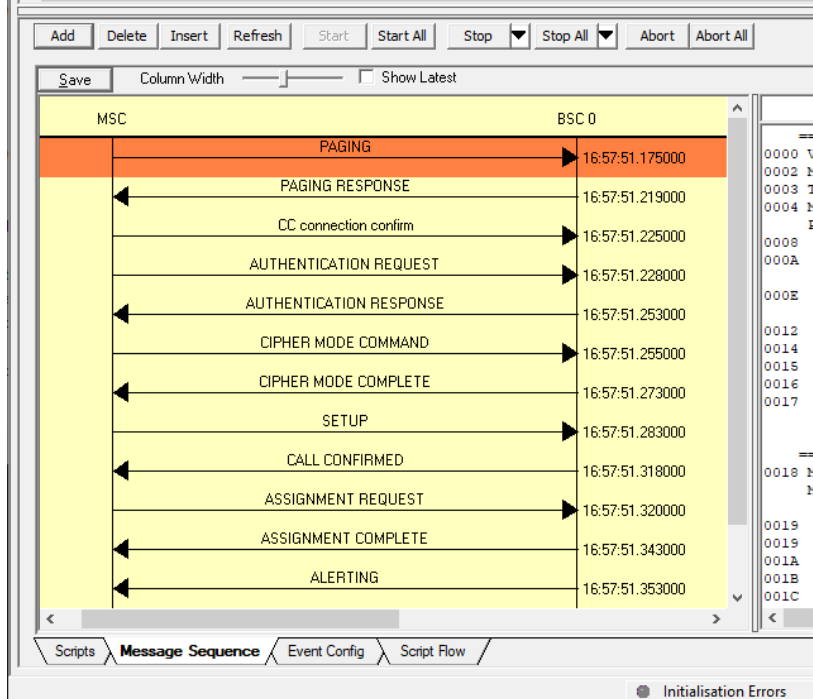 Add Delete Insert Refresh Start Start All Stop Stop All Abort Abort All
Save Column Width Show Latest
MSC BSC 0
PAGING
16:57:51.175000
PAGING RESPONSE
16:57:51.219000
CC connection confirm
16:57:51.225000
AUTHENTICATION REQUEST
16:57:51.228000
AUTHENTICATION RESPONSE
16:57:51.253000
CIPHER MODE COMMAND
16:57:51.255000
CIPHER MODE COMPLETE
16:57:51.273000
SETUP
16:57:51.283000
CALL CONFIRMED
16:57:51.318000
ASSIGNMENT REQUEST
16:57:51.320000
ASSIGNMENT COMPLETE
16:57:51.343000
ALERTING
16:57:51.353000
==
0000
0002
0003
0004
0008
000A
000E
0012
0014
0015
0016
0017
==
0018
0019
0019
001A
001B
001C
Scripts Message Sequence Event Config Script Flow
Initialisation Errors